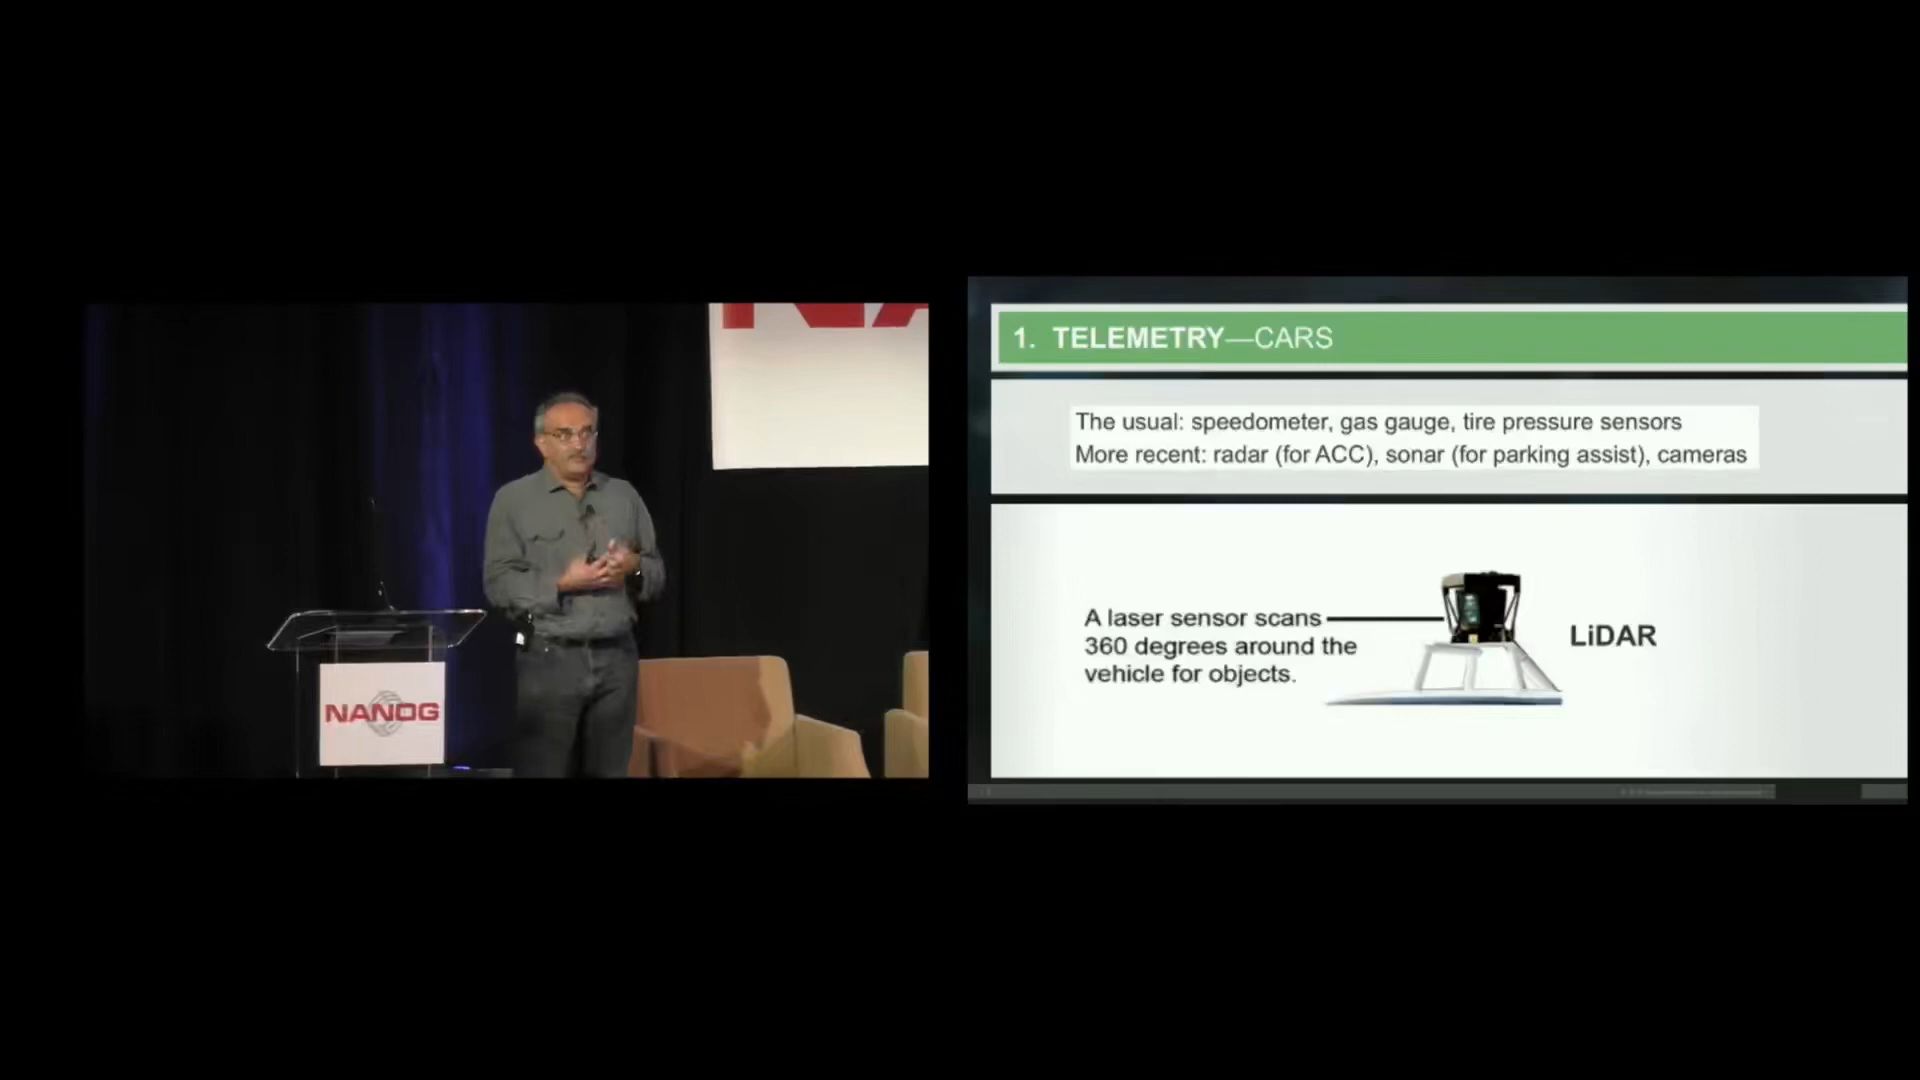 NANOG
1. TELEMETRY—CARS
The usual: speedometer, gas gauge, tire pressure sensors
More recent: radar (for ACC), sonar (for parking assist), cameras
A laser sensor scans
360 degrees around the
vehicle for objects.
LiDAR